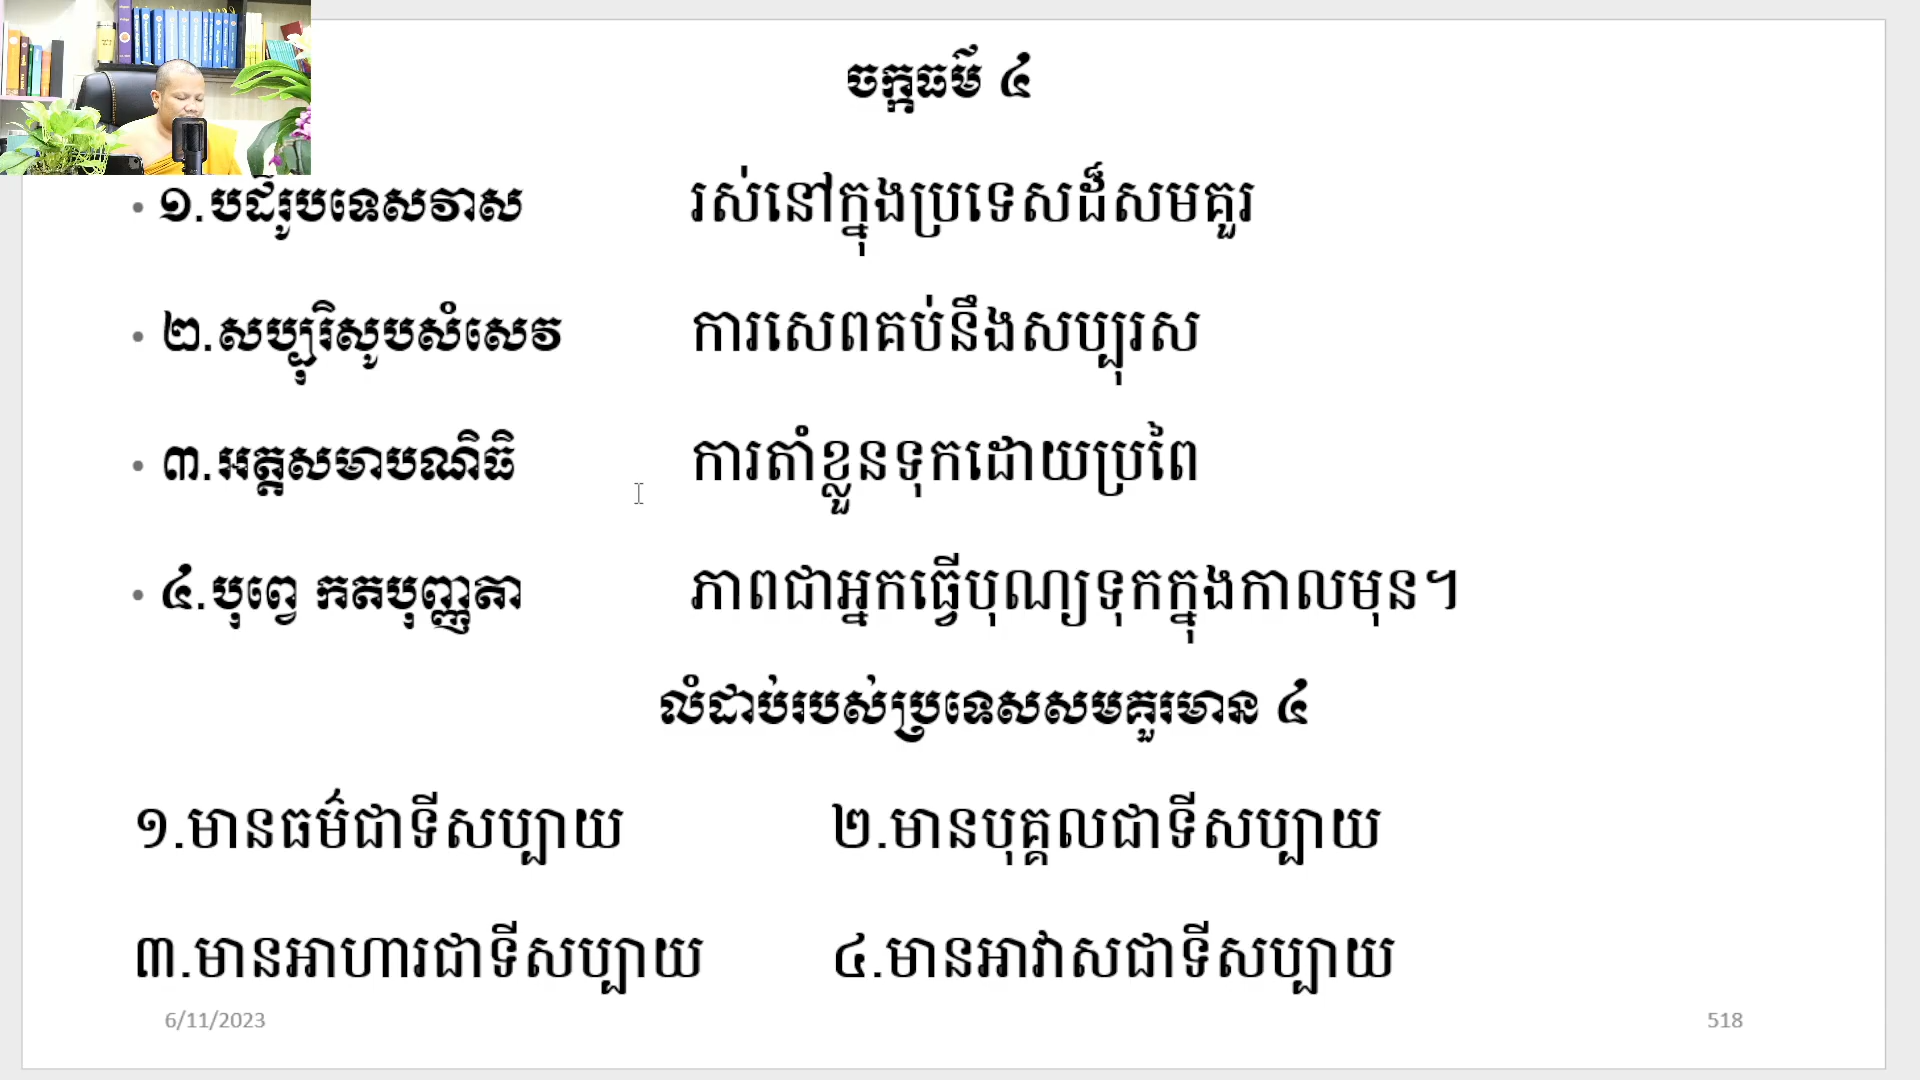 ចក្កធម៌ ៤
• ១.បដិរូបទេសវាស រស់នៅក្នុងប្រទេសដ៏សមគួរ
• ២.សប្បុរិសូបសំសេវ ការសេពគប់នឹងសប្បុរស
• ៣.អត្តសមាបណិធិ ការតាំខ្លួនទុកដោយប្រពៃ
• ៤.បុព្វេ កតបុញ្ញតា ភាពជាអ្នកធ្វើបុណ្យទុកក្នុងកាលមុន។
លំដាប់របស់ប្រទេសសមគួរមាន ៤
១.មានធម៌ជាទីសប្បាយ ២.មានបុគ្គលជាទីសប្បាយ
៣.មានអាហារជាទីសប្បាយ ៤.មានអាវាសជាទីសប្បាយ
6/11/2023 518